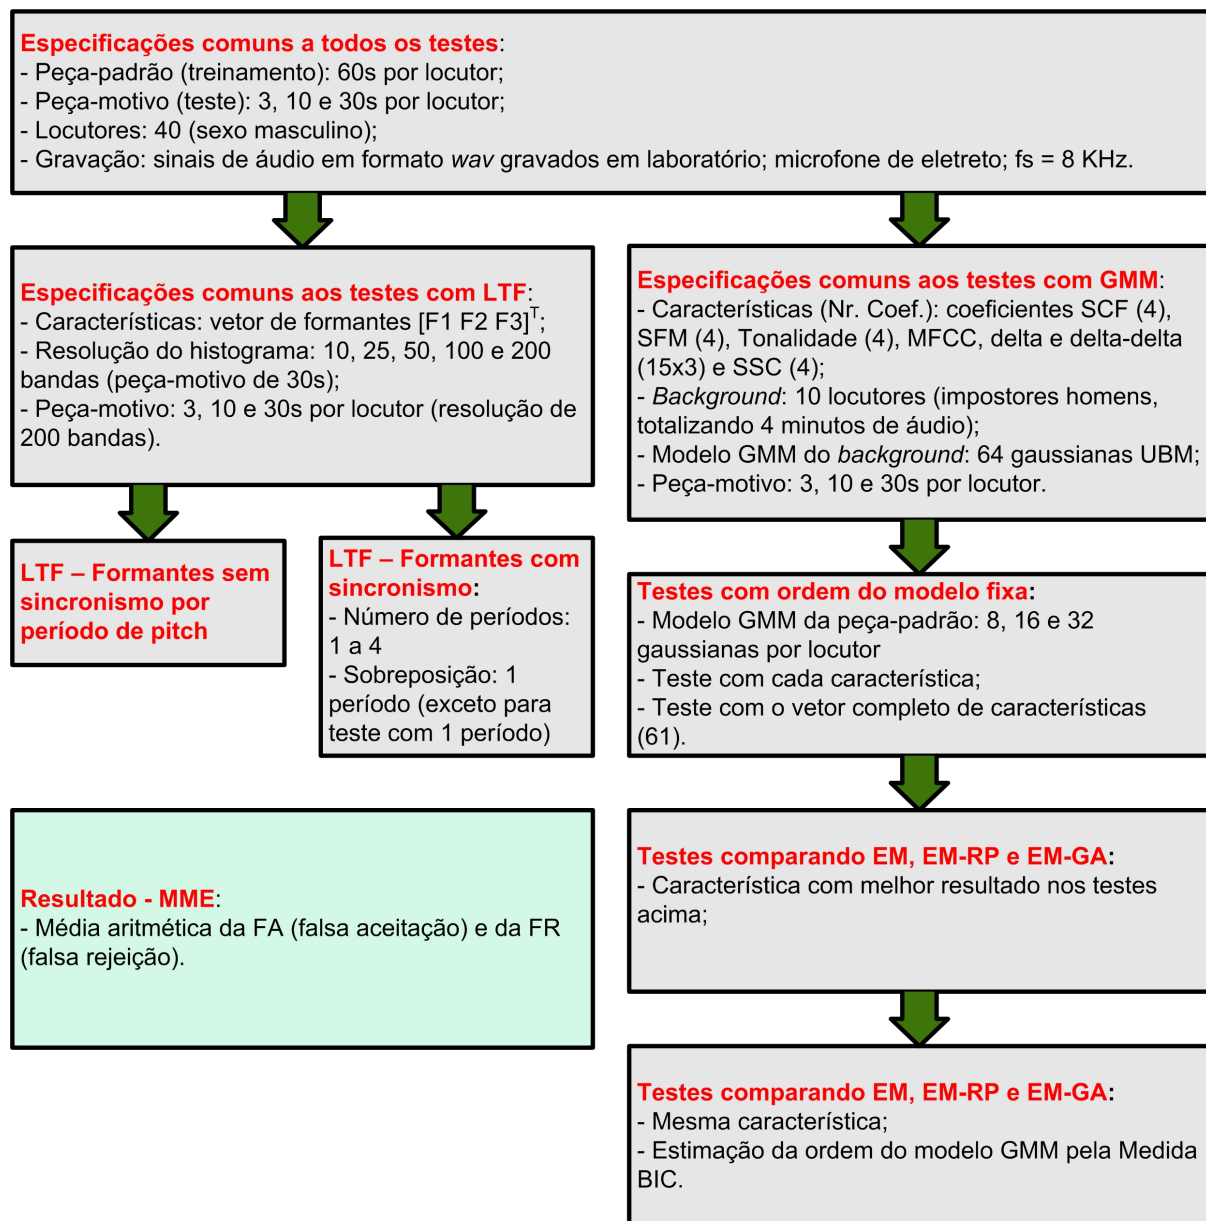 Especificações comuns a todos os testes:
- Peça-padrão (treinamento): 60s por locutor;
- Peça-motivo (teste): 3, 10 e 30s por locutor;
- Locutores: 40 (sexo masculino);
- Gravação: sinais de áudio em formato wav gravados em laboratório; microfone de eletreto; fs = 8 KHz.
Especificações comuns aos testes com LTF:
- Características: vetor de formantes [F1 F2 F3]ᵀ;
- Resolução do histograma: 10, 25, 50, 100 e 200
bandas (peça-motivo de 30s);
- Peça-motivo: 3, 10 e 30s por locutor (resolução de
200 bandas).
LTF – Formantes sem
sincronismo por
período de pitch
LTF – Formantes com
sincronismo:
- Número de períodos:
1 a 4
- Sobreposição: 1
período (exceto para
teste com 1 período)
Especificações comuns aos testes com GMM:
- Características (Nr. Coef.): coeficientes SCF (4),
SFM (4), Tonalidade (4), MFCC, delta e delta-delta
(15x3) e SSC (4);
- Background: 10 locutores (impostores homens,
totalizando 4 minutos de áudio);
- Modelo GMM do background: 64 gaussianas UBM;
- Peça-motivo: 3, 10 e 30s por locutor.
Testes com ordem do modelo fixa:
- Modelo GMM da peça-padrão: 8, 16 e 32
gaussianas por locutor
- Teste com cada característica;
- Teste com o vetor completo de características
(61).
Testes comparando EM, EM-RP e EM-GA:
- Característica com melhor resultado nos testes
acima;
Testes comparando EM, EM-RP e EM-GA:
- Mesma característica;
- Estimação da ordem do modelo GMM pela Medida
BIC.
Resultado - MME:
- Média aritmética da FA (falsa aceitação) e da FR
(falsa rejeição).